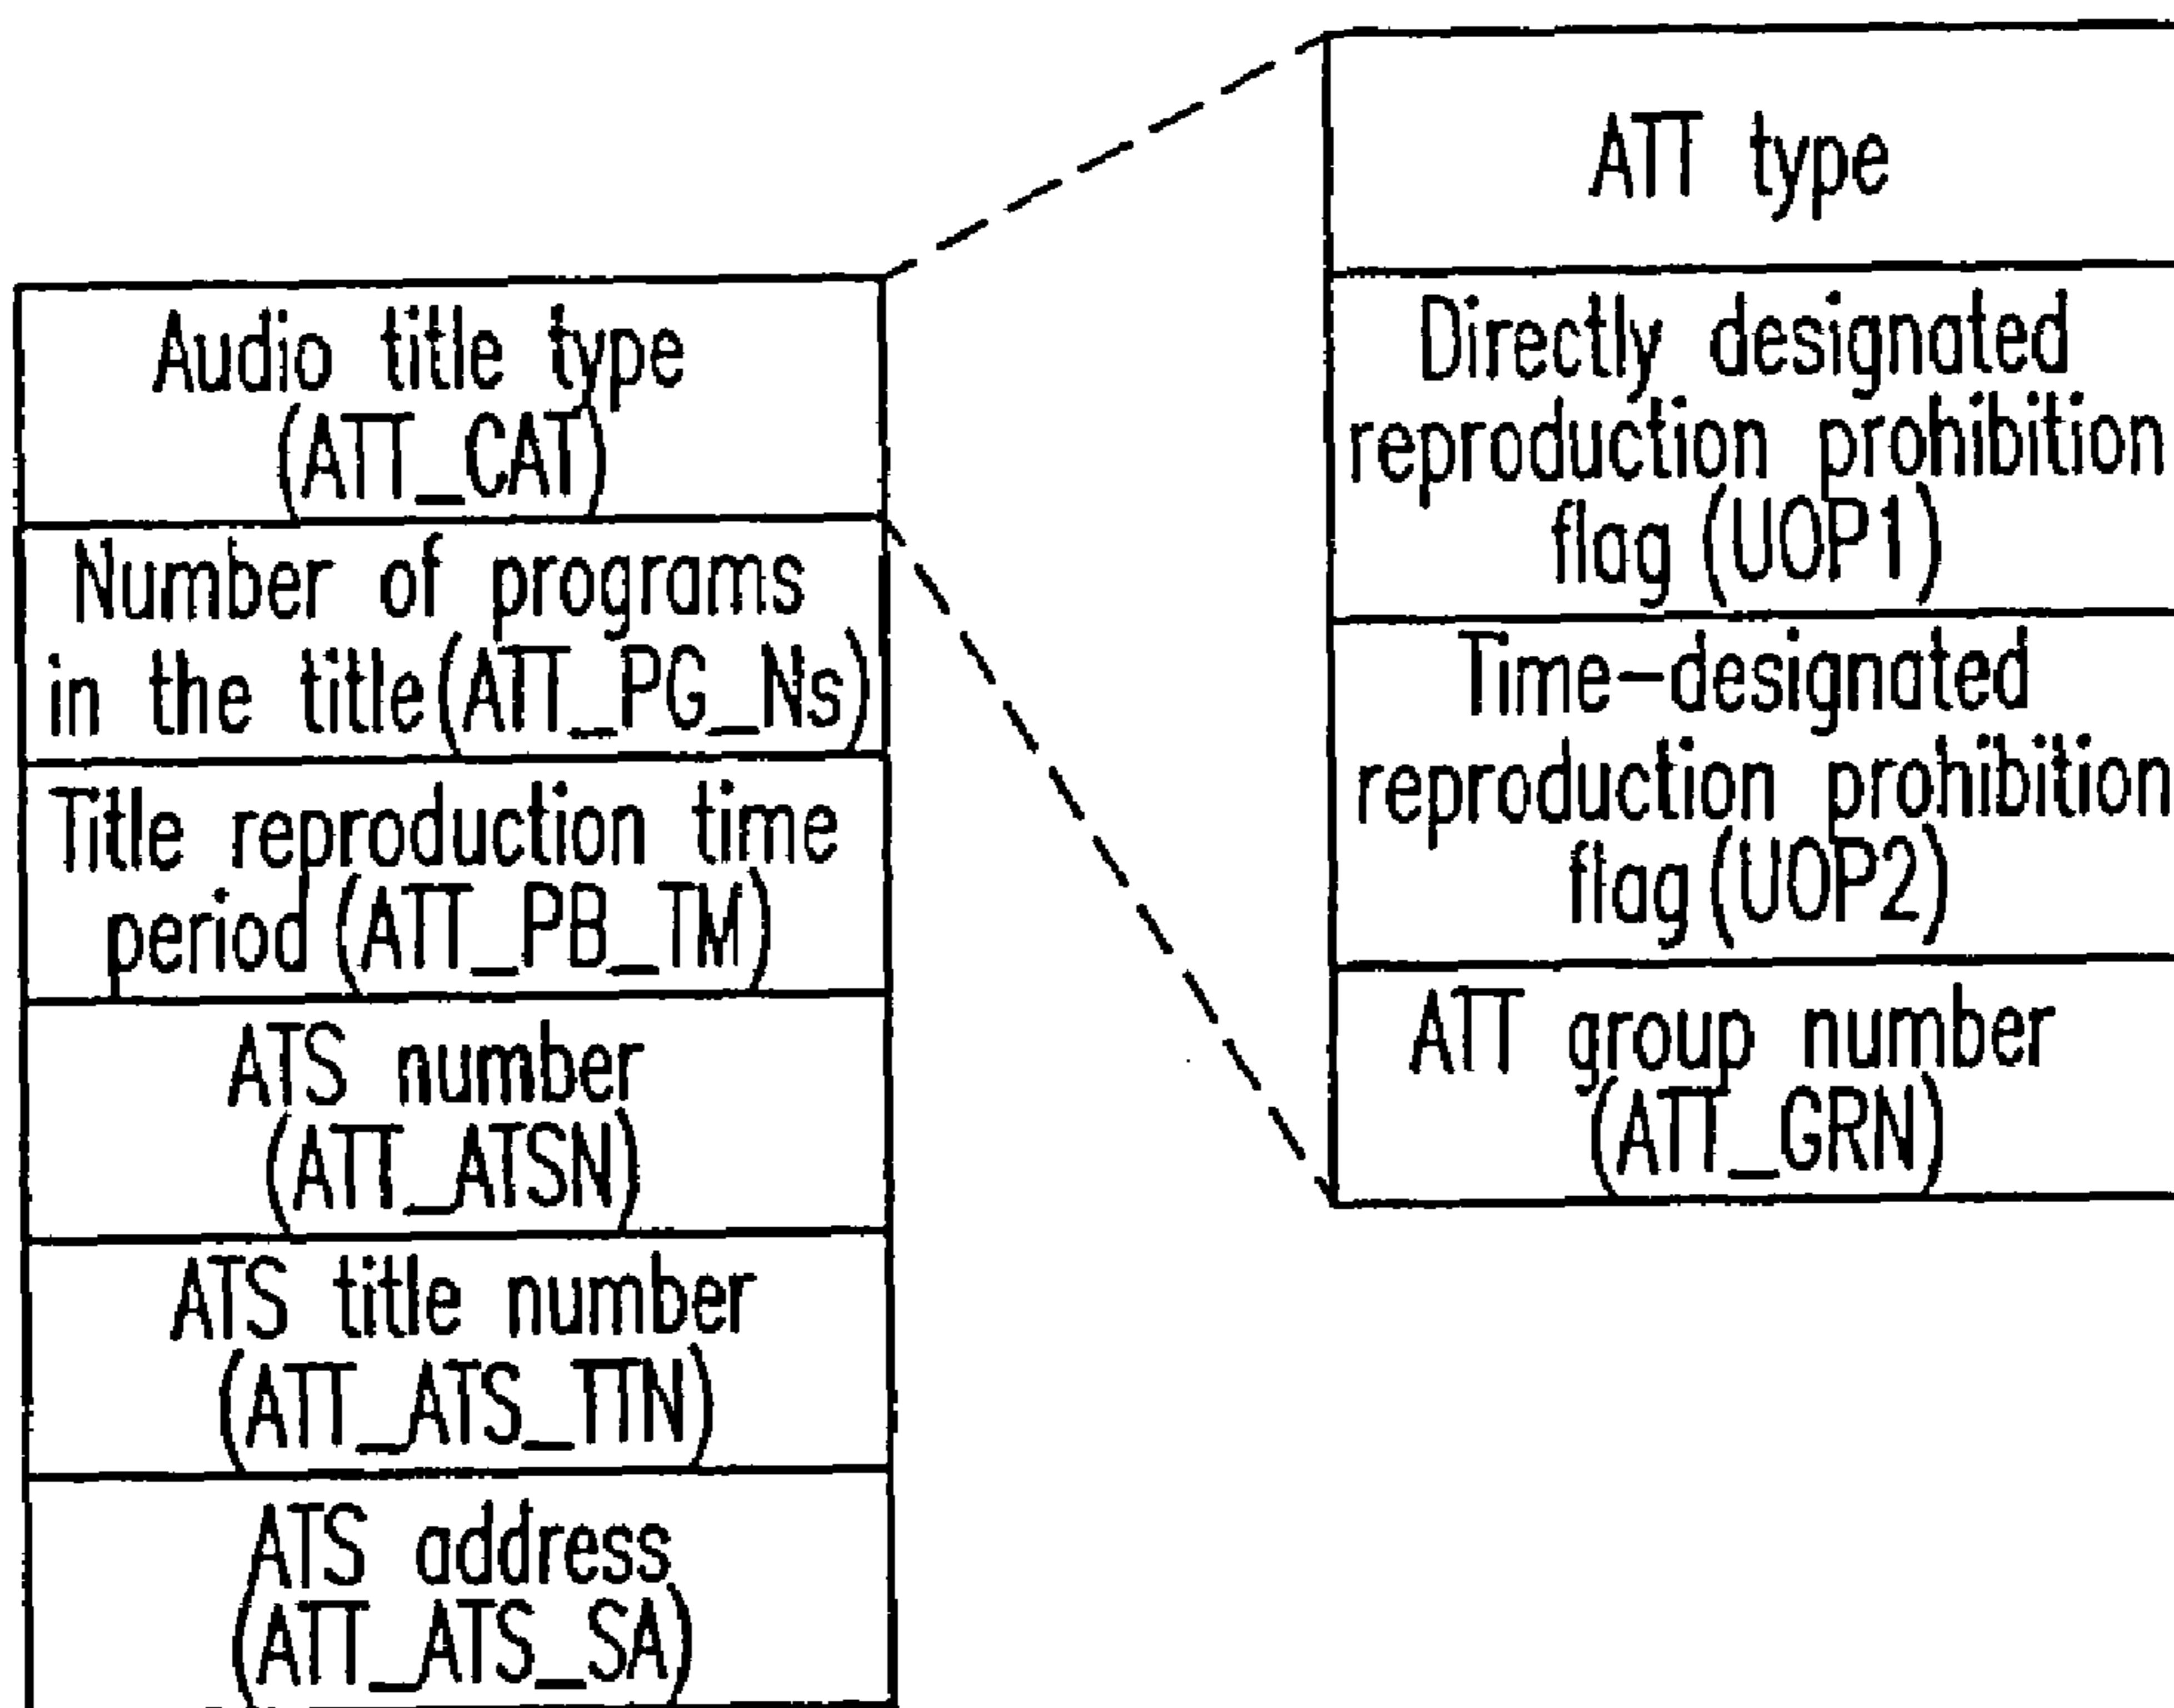 Audio title type
(ATT_CAT)
Number of programs
in the title(ATT_PG_Ns)
Title reproduction time
period (ATT_PB_TM)
ATS number
(ATT_ATSN)
ATS title number
(ATT_ATS_TTN)
ATS address
(ATT_ATS_SA)
ATT type
Directly designated
reproduction prohibition
flag (UOP1)
Time-designated
reproduction prohibition
flag (UOP2)
ATT group number
(ATT_GRN)